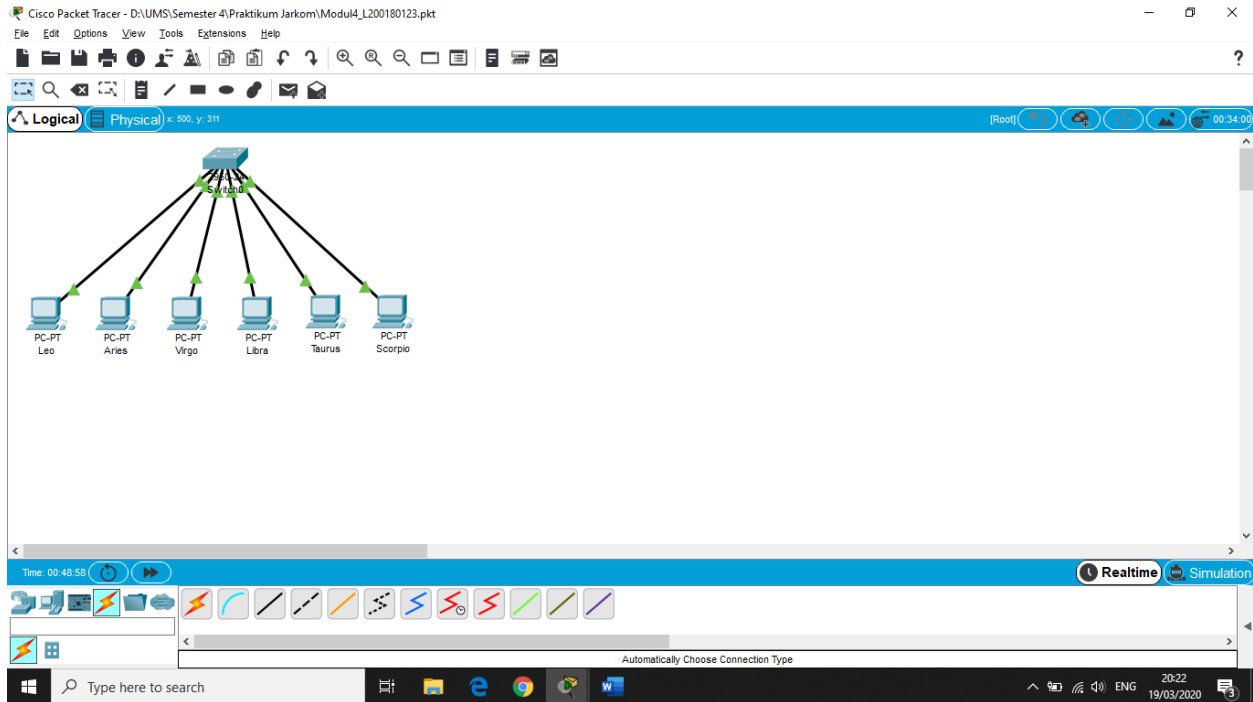 Cisco Packet Tracer - D:\UMS\Semester 4\Praktikum Jarkom\Modul4_L200180123.pkt
File Edit Options View Tools Extensions Help
?
Logical Physical x: 500, y: 311 [Root] 00:34:00
Switch0
PC-PT PC-PT PC-PT PC-PT PC-PT PC-PT
Leo Aries Virgo Libra Taurus Scorpio
Time: 00:48:58 Realtime Simulation
Automatically Choose Connection Type
Type here to search ENG 20:22
19/03/2020
3